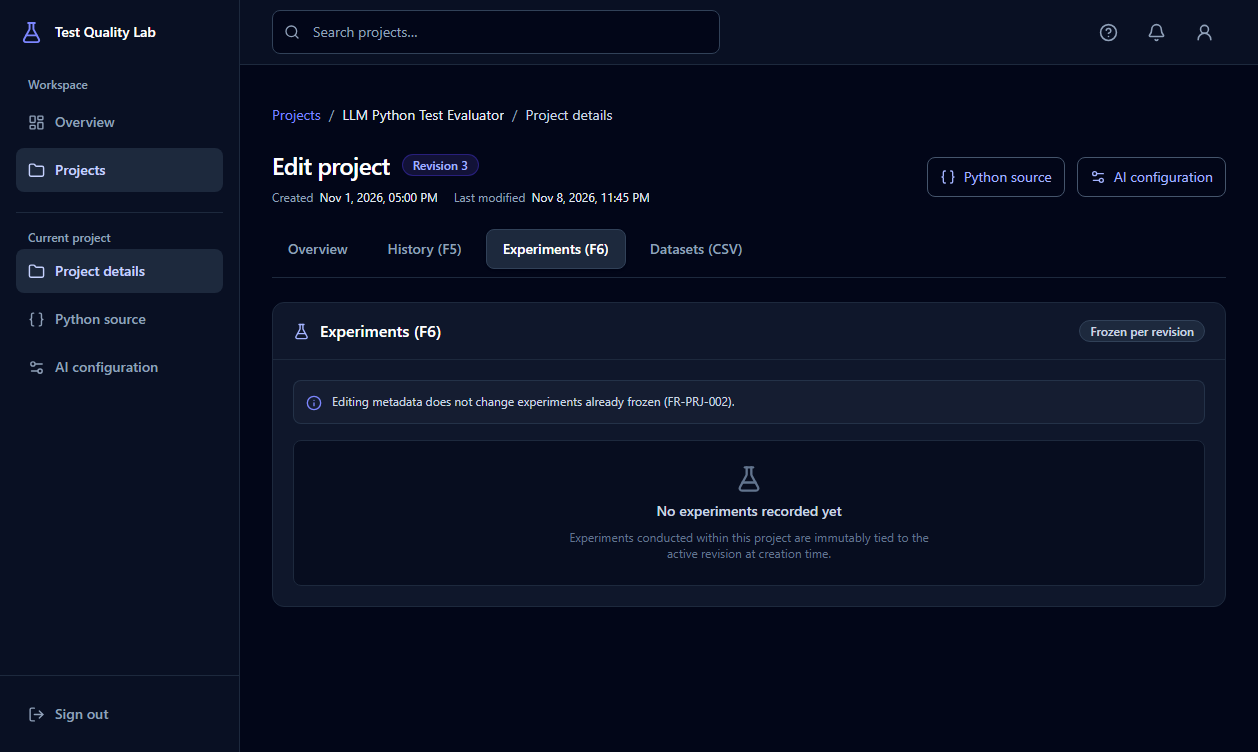 Test Quality Lab
Search projects...
Workspace
Overview
Projects
Current project
Project details
{ } Python source
AI configuration
Sign out
Projects / LLM Python Test Evaluator / Project details
Edit project Revision 3
Created Nov 1, 2026, 05:00 PM Last modified Nov 8, 2026, 11:45 PM
{ } Python source
AI configuration
Overview History (F5) Experiments (F6) Datasets (CSV)
Experiments (F6)
Frozen per revision
Editing metadata does not change experiments already frozen (FR-PRJ-002).
No experiments recorded yet
Experiments conducted within this project are immutably tied to the
active revision at creation time.